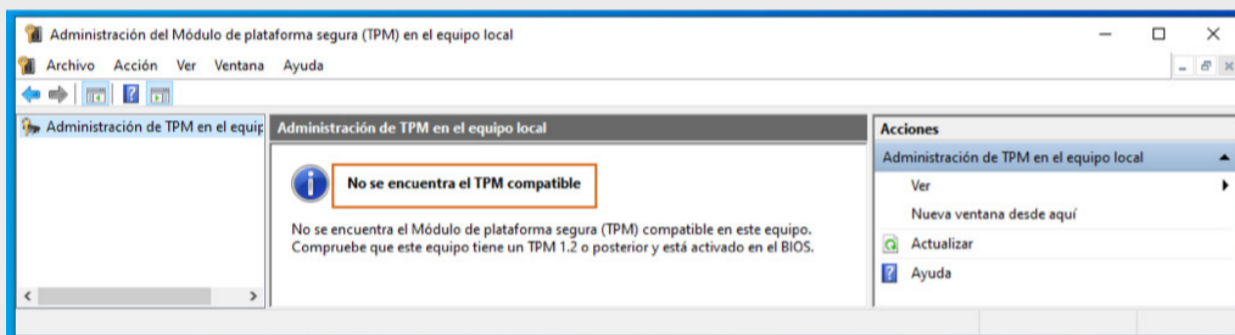 Administración del Módulo de plataforma segura (TPM) en el equipo local
Archivo Acción Ver Ventana Ayuda
Administración de TPM en el equip
Administración de TPM en el equipo local
No se encuentra el TPM compatible
No se encuentra el Módulo de plataforma segura (TPM) compatible en este equipo.
Compruebe que este equipo tiene un TPM 1.2 o posterior y está activado en el BIOS.
Acciones
Administración de TPM en el equipo local
Ver
Nueva ventana desde aquí
Actualizar
Ayuda